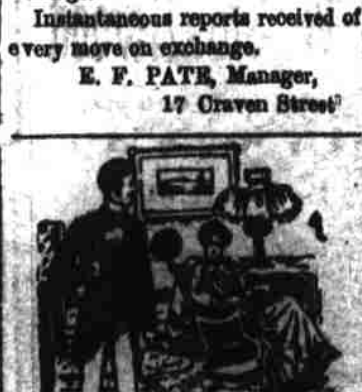 Instantaneous reports received of
every move on exchange.
E. F. PATE, Manager,
17 Craven Street